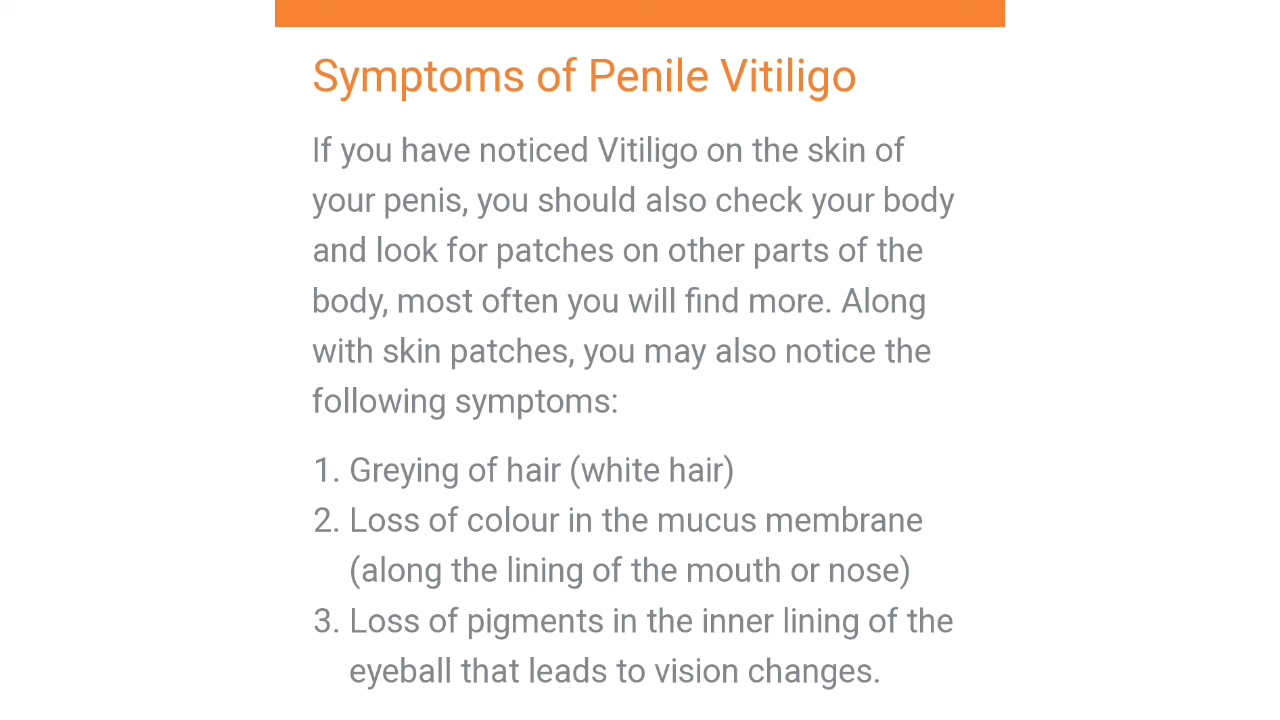 Symptoms of Penile Vitiligo
If you have noticed Vitiligo on the skin of
your penis, you should also check your body
and look for patches on other parts of the
body, most often you will find more. Along
with skin patches, you may also notice the
following symptoms:
1. Greying of hair (white hair)
2. Loss of colour in the mucus membrane
(along the lining of the mouth or nose)
3. Loss of pigments in the inner lining of the
eyeball that leads to vision changes.